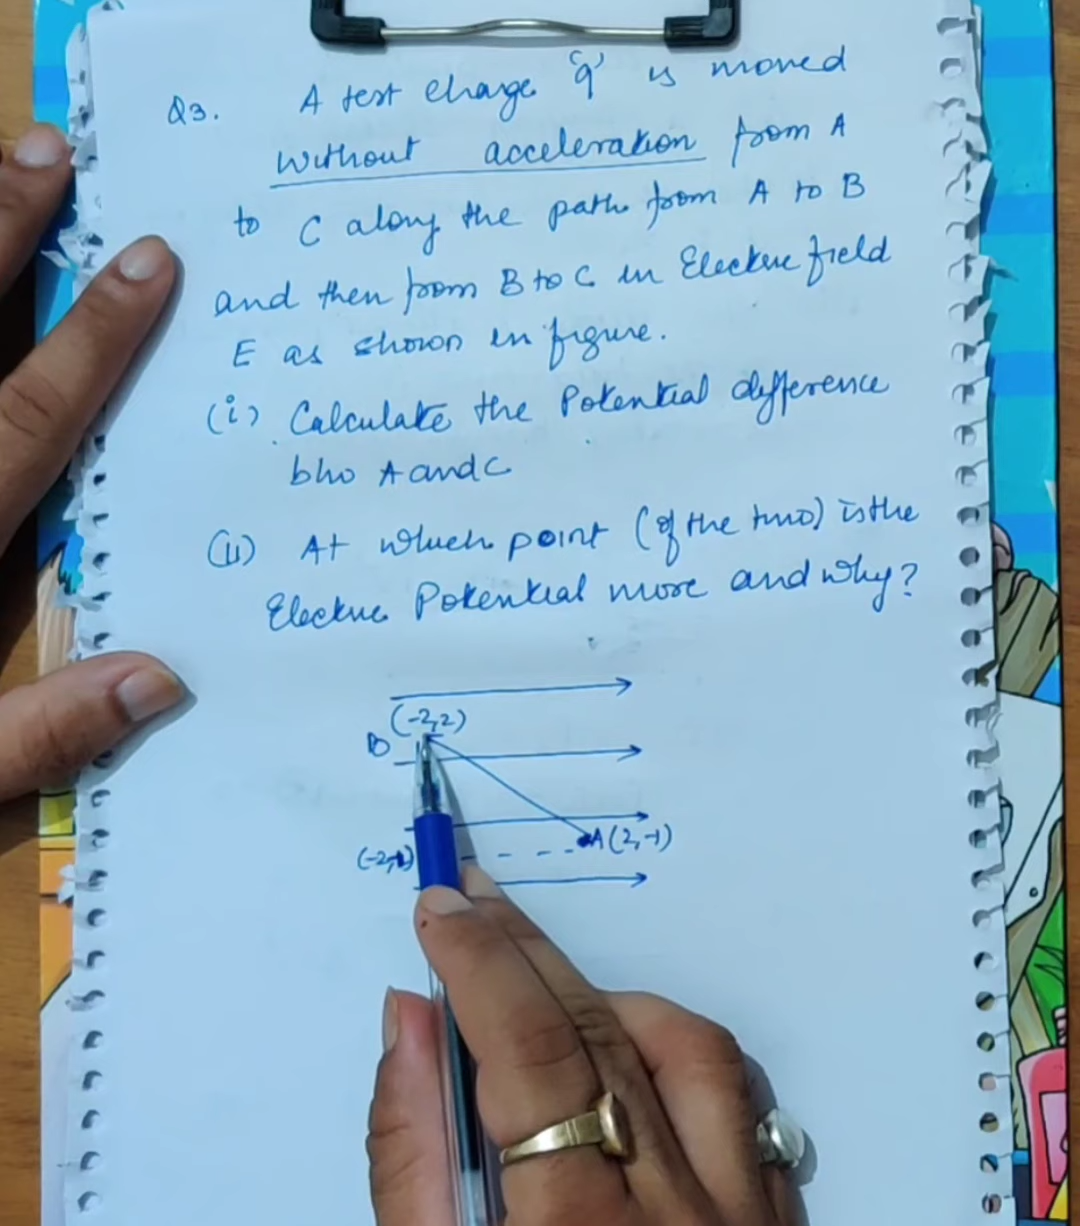 Q3. A test charge 'q' is moved
without acceleration from A
to C along the path from A to B
and then from B to C in Electric field
E as shown in figure.
(i) Calculate the Potential difference
b/w A and C
(ii) At which point (of the two) is the
Electric Potential more and why?
(-2,2)
B
A (2,-1)